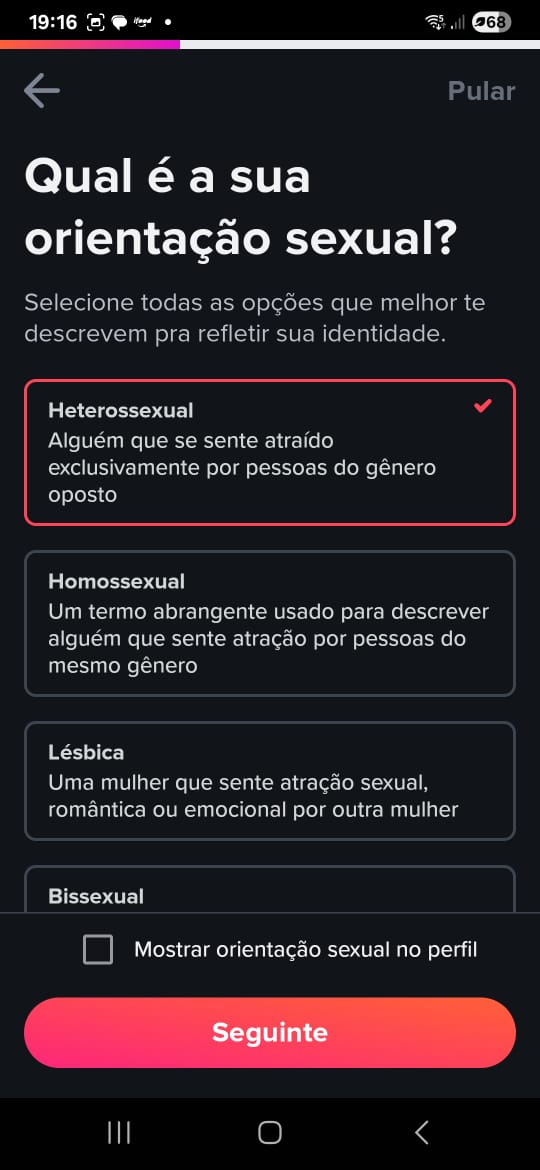 19:16 ifood 5 68
Pular
Qual é a sua
orientação sexual?
Selecione todas as opções que melhor te
descrevem pra refletir sua identidade.
Heterossexual
Alguém que se sente atraído
exclusivamente por pessoas do gênero
oposto
Homossexual
Um termo abrangente usado para descrever
alguém que sente atração por pessoas do
mesmo gênero
Lésbica
Uma mulher que sente atração sexual,
romântica ou emocional por outra mulher
Bissexual
Mostrar orientação sexual no perfil
Seguinte